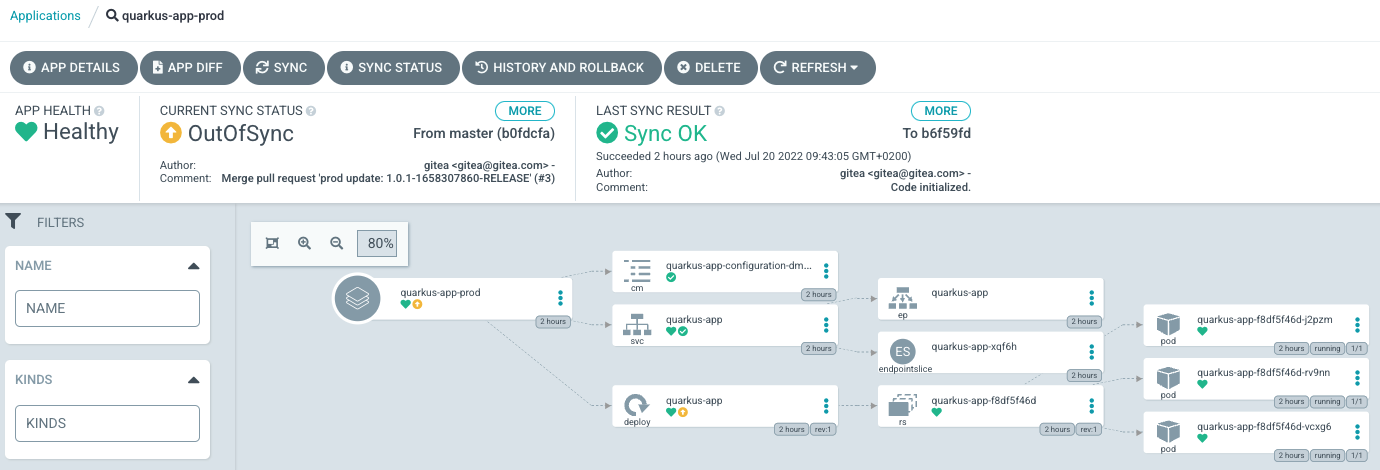 Applications / quarkus-app-prod
APP DETAILS APP DIFF SYNC SYNC STATUS HISTORY AND ROLLBACK DELETE REFRESH
APP HEALTH
Healthy
CURRENT SYNC STATUS MORE
OutOfSync From master (b0fdcfa)
Author: gitea <gitea@gitea.com> -
Comment: Merge pull request 'prod update: 1.0.1-1658307860-RELEASE' (#3)
LAST SYNC RESULT MORE
Sync OK To b6f59fd
Succeeded 2 hours ago (Wed Jul 20 2022 09:43:05 GMT+0200)
Author: gitea <gitea@gitea.com> -
Comment: Code initialized.
FILTERS
NAME
NAME
KINDS
KINDS
80%
quarkus-app-prod
2 hours
quarkus-app-configuration-dm...
cm
2 hours
quarkus-app
svc
2 hours
quarkus-app
deploy
2 hours rev:1
quarkus-app
ep
2 hours
ES
quarkus-app-xqf6h
endpointslice
2 hours
quarkus-app-f8df5f46d
rs
2 hours rev:1
quarkus-app-f8df5f46d-j2pzm
pod
2 hours running 1/1
quarkus-app-f8df5f46d-rv9nn
pod
2 hours running 1/1
quarkus-app-f8df5f46d-vcxg6
pod
2 hours running 1/1